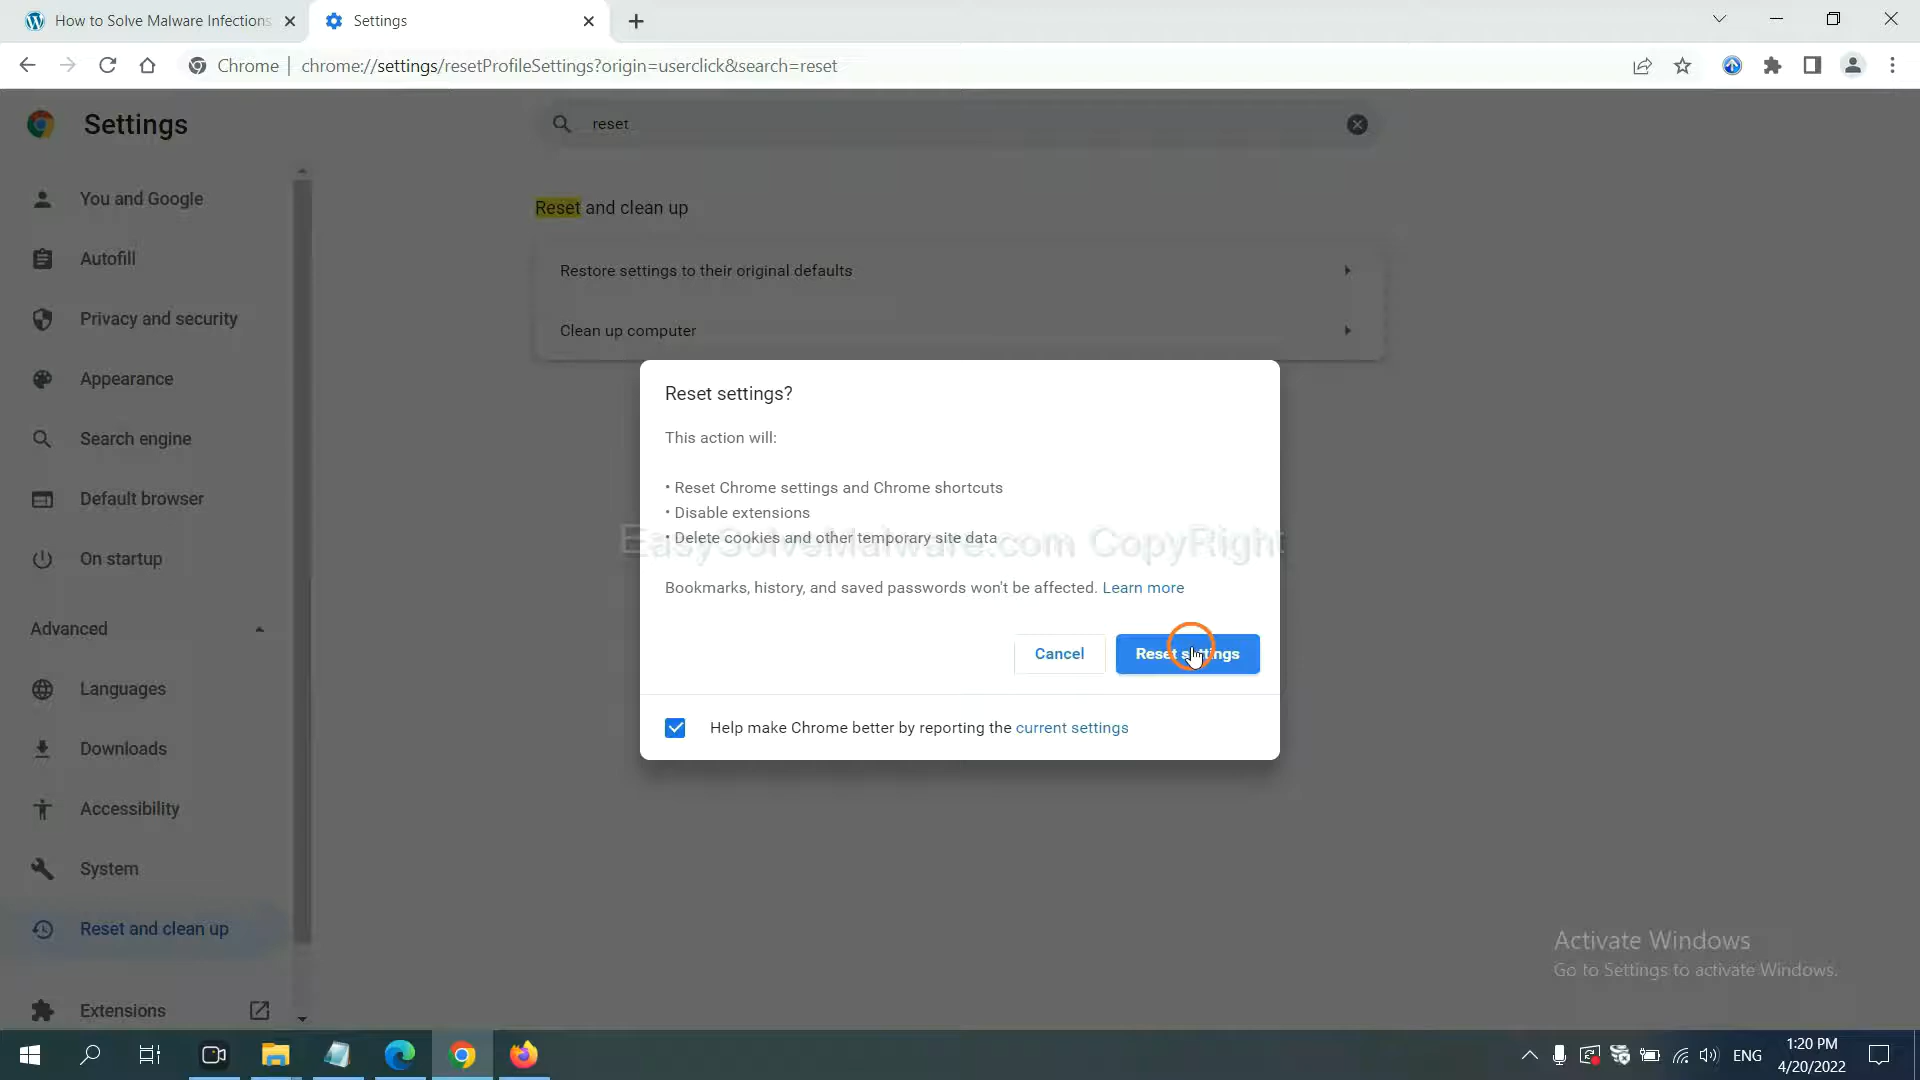 How to Solve Malware Infections
Settings
Chrome | chrome://settings/resetProfileSettings?origin=userclick&search=reset
Settings
reset
You and Google
Autofill
Privacy and security
Appearance
Search engine
Default browser
On startup
Advanced
Languages
Downloads
Accessibility
System
Reset and clean up
Extensions
Reset and clean up
Restore settings to their original defaults
Clean up computer
Reset settings?
This action will:
• Reset Chrome settings and Chrome shortcuts
• Disable extensions
• Delete cookies and other temporary site data
EasySolveMalware.com CopyRight
Bookmarks, history, and saved passwords won't be affected. Learn more
Cancel
Reset settings
Help make Chrome better by reporting the current settings
Activate Windows
Go to Settings to activate Windows.
ENG
1:20 PM
4/20/2022